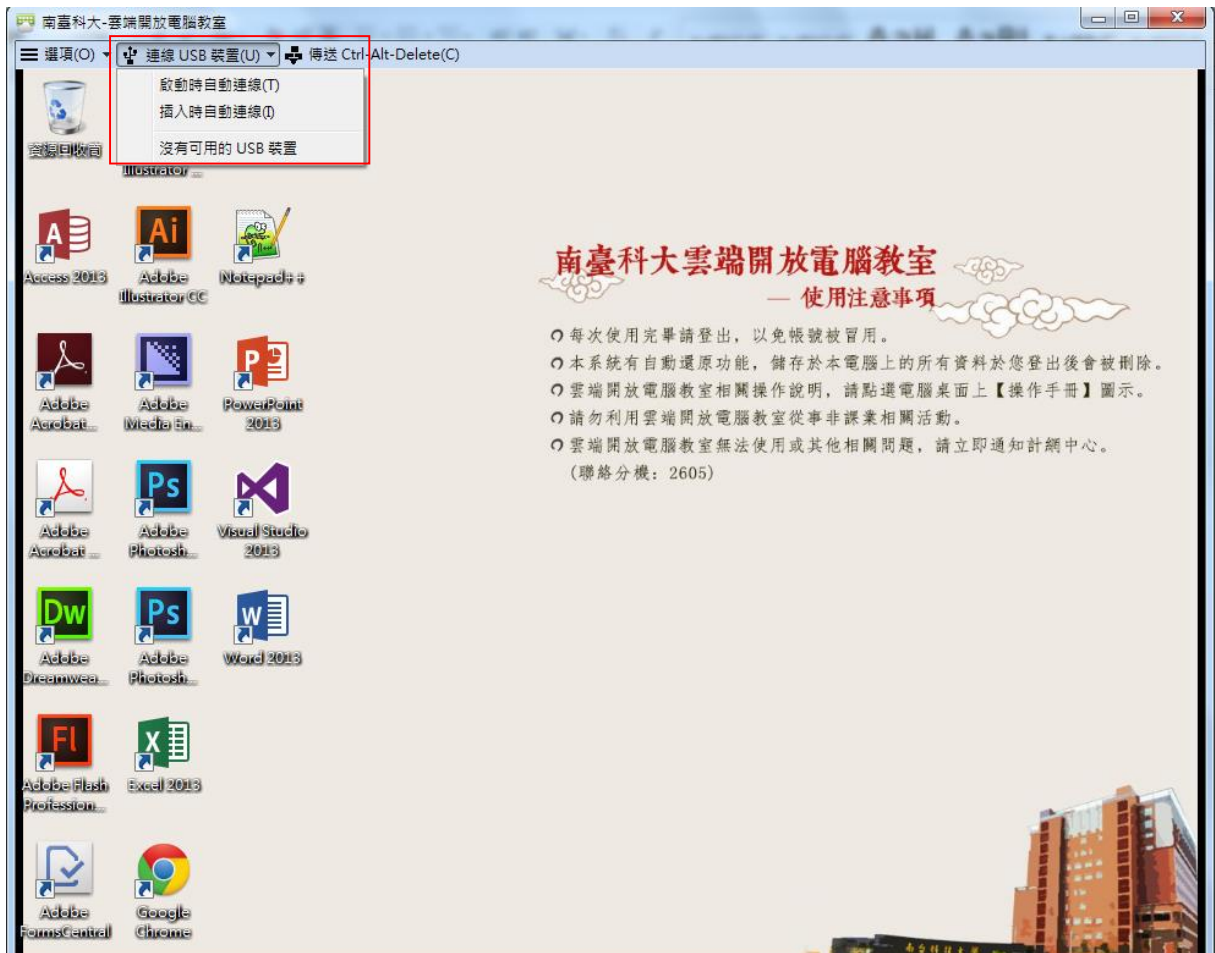 南臺科大-雲端開放電腦教室
選項(O) 連線 USB 裝置(U) 傳送 Ctrl-Alt-Delete(C)
啟動時自動連線(T)
插入時自動連線(I)
沒有可用的 USB 裝置
資源回收筒
Illustrator ...
Access 2013
Adobe
Illustrator CC
Notepad++
Adobe
Acrobat...
Adobe
Media En...
PowerPoint
2013
Adobe
Acrobat ...
Adobe
Photosh...
Visual Studio
2013
Adobe
Dreamwea...
Adobe
Photosh...
Word 2013
Adobe Flash
Profession...
Excel 2013
Adobe
FormsCentral
Google
Chrome
南臺科大雲端開放電腦教室
— 使用注意事項
每次使用完畢請登出，以免帳號被冒用。
本系統有自動還原功能，儲存於本電腦上的所有資料於您登出後會被刪除。
雲端開放電腦教室相關操作說明，請點選電腦桌面上【操作手冊】圖示。
請勿利用雲端開放電腦教室從事非課業相關活動。
雲端開放電腦教室無法使用或其他相關問題，請立即通知計網中心。
(聯絡分機：2605)